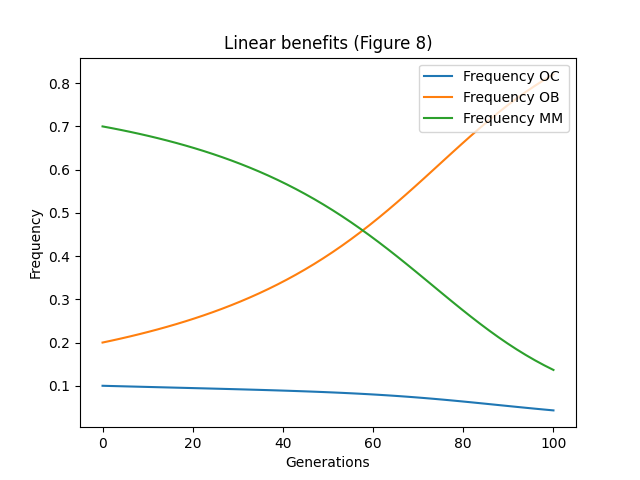 Linear benefits (Figure 8)
Frequency OC
Frequency OB
Frequency MM
Frequency
0.8
0.7
0.6
0.5
0.4
0.3
0.2
0.1
0 20 40 60 80 100
Generations